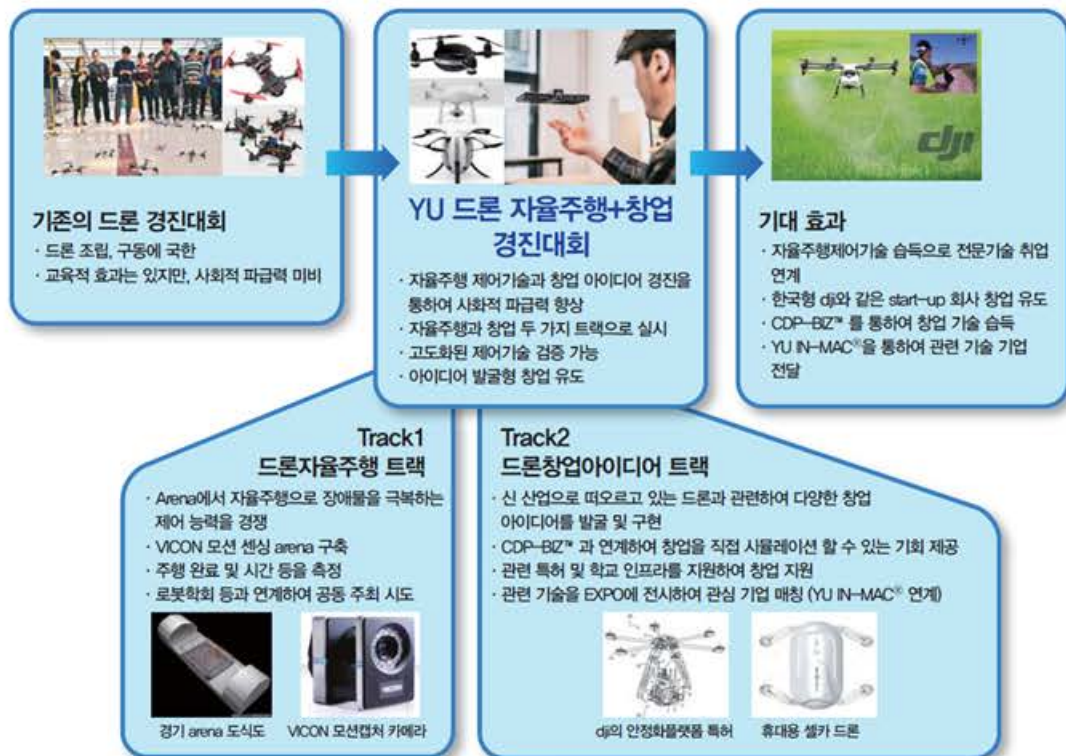 dji
기존의 드론 경진대회
· 드론 조립, 구동에 국한
· 교육적 효과는 있지만, 사회적 파급력 미비
YU 드론 자율주행+창업
경진대회
· 자율주행 제어기술과 창업 아이디어 경진을
통하여 사화적 파급력 향상
· 자율주행과 창업 두 가지 트랙으로 실시
· 고도화된 제어기술 검증 가능
· 아이디어 발굴형 창업 유도
기대 효과
· 자율주행제어기술 습득으로 전문기술 취업
연계
· 한국형 dji와 같은 start-up 회사 창업 유도
· CDP-BIZ™ 를 통하여 창업 기술 습득
· YU IN-MAC®을 통하여 관련 기술 기업
전달
Track1
드론자율주행 트랙
· Arena에서 자율주행으로 장애물을 극복하는
제어 능력을 경쟁
· VICON 모션 센싱 arena 구축
· 주행 완료 및 시간 등을 측정
· 로봇학회 등과 연계하여 공동 주최 시도
경기 arena 도식도
VICON 모션캡처 카메라
Track2
드론창업아이디어 트랙
· 신 산업으로 떠오르고 있는 드론과 관련하여 다양한 창업
아이디어를 발굴 및 구현
· CDP-BIZ™ 과 연계하여 창업을 직접 시뮬레이션 할 수 있는 기회 제공
· 관련 특허 및 학교 인프라를 지원하여 창업 지원
· 관련 기술을 EXPO에 전시하여 관심 기업 매칭 (YU IN-MAC® 연계)
dji의 안정화플랫폼 특허
휴대용 셀카 드론